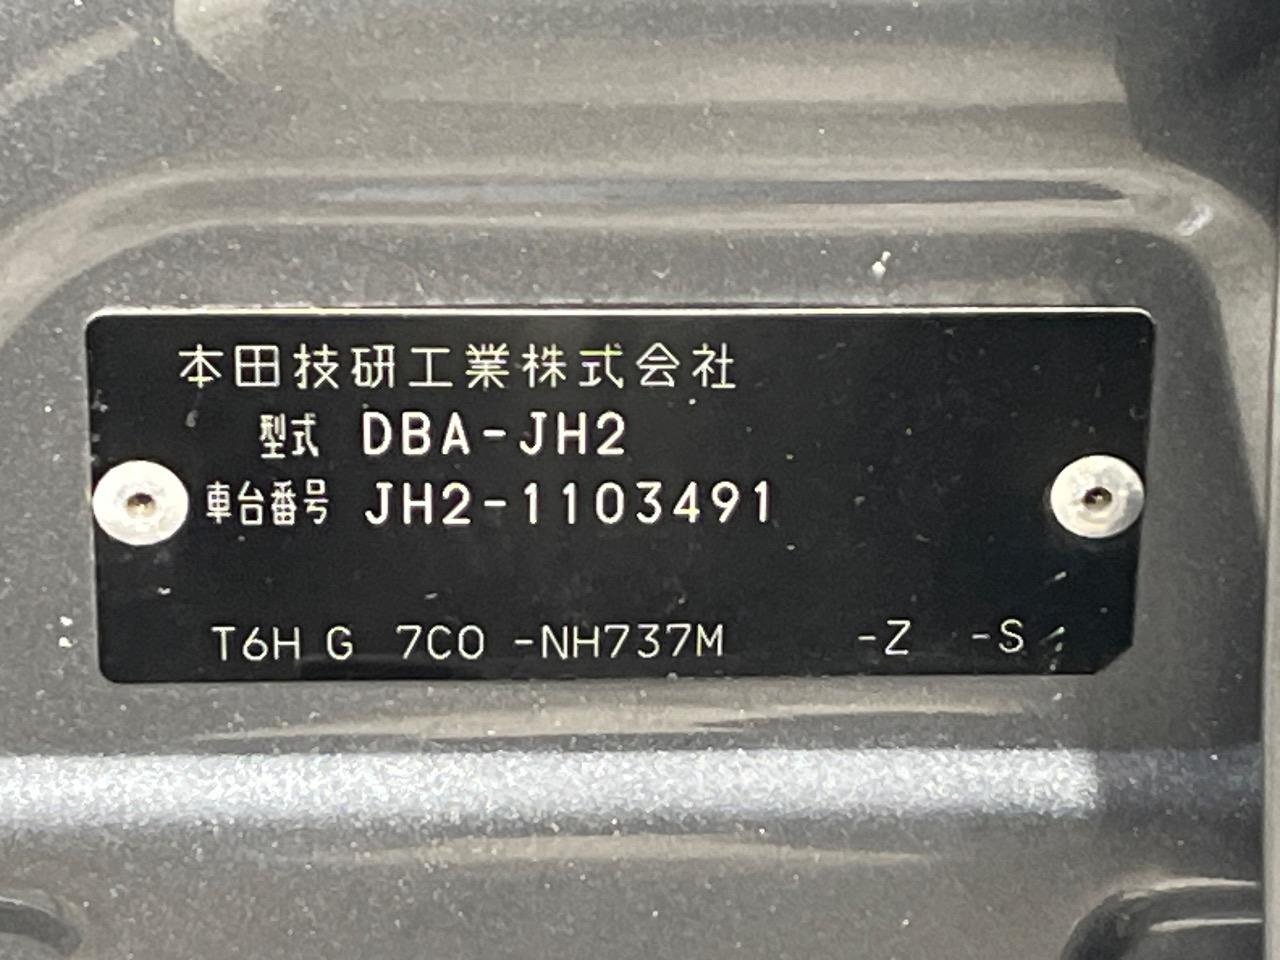 本田技研工業株式会社
型式 DBA-JH2
車台番号 JH2-1103491
T6H G 7CO -NH737M -Z -S